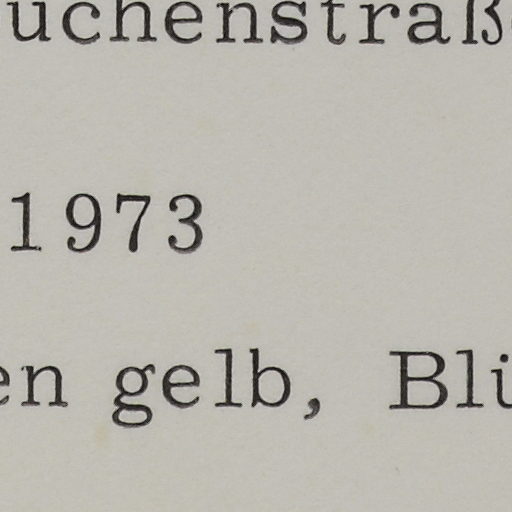 uchenstraß
1973
en gelb, Blü